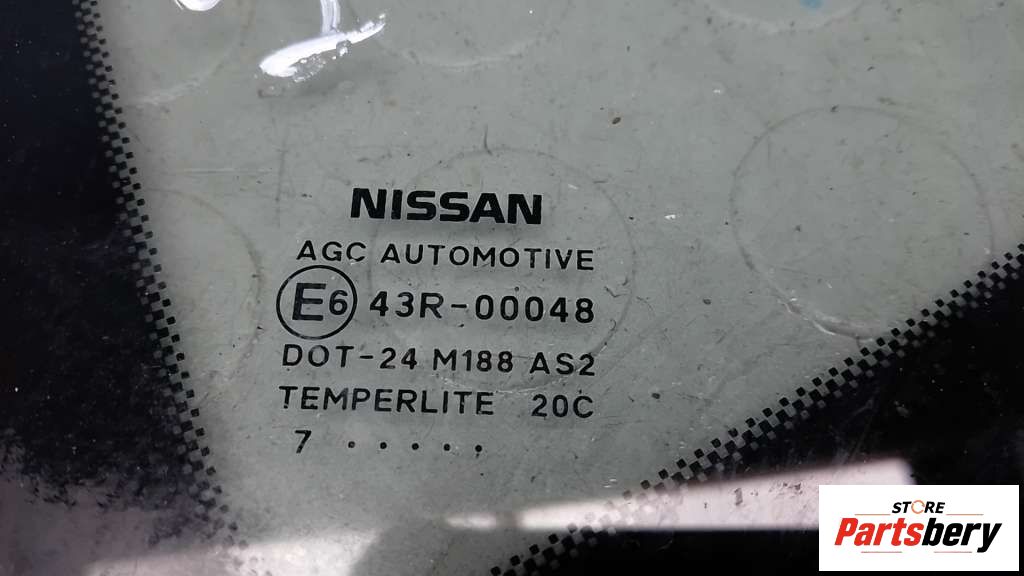 NISSAN
AGC AUTOMOTIVE
E6 43R-00048
DOT-24 M188 AS2
TEMPERLITE 20C
7 .....
STORE
Partsbery